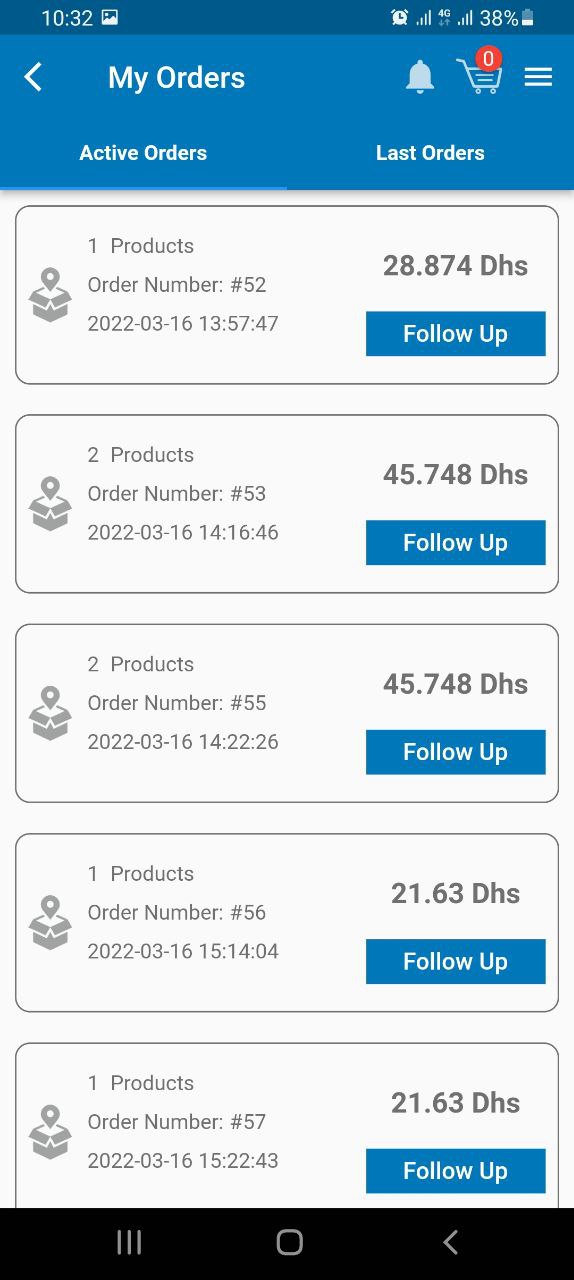 10:32 4G 38%
My Orders 0
Active Orders Last Orders
1 Products
Order Number: #52
2022-03-16 13:57:47
28.874 Dhs
Follow Up
2 Products
Order Number: #53
2022-03-16 14:16:46
45.748 Dhs
Follow Up
2 Products
Order Number: #55
2022-03-16 14:22:26
45.748 Dhs
Follow Up
1 Products
Order Number: #56
2022-03-16 15:14:04
21.63 Dhs
Follow Up
1 Products
Order Number: #57
2022-03-16 15:22:43
21.63 Dhs
Follow Up